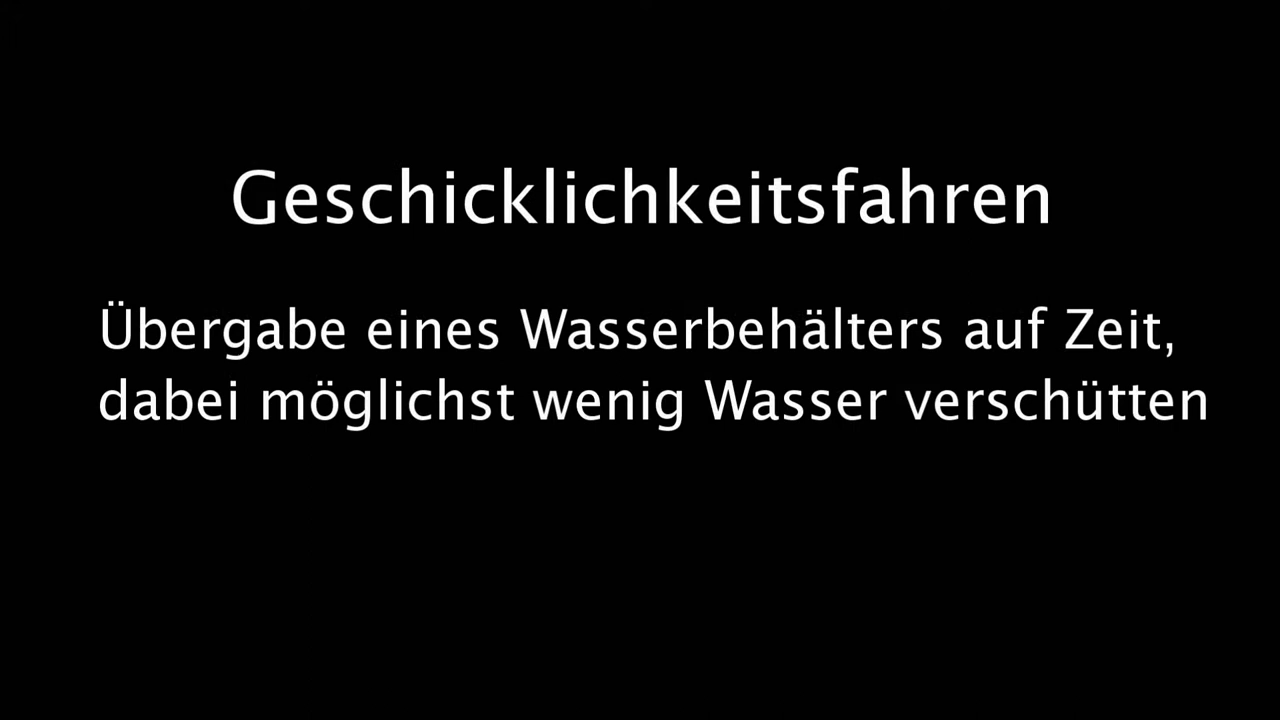 Geschicklichkeitsfahren
Übergabe eines Wasserbehälters auf Zeit,
dabei möglichst wenig Wasser verschütten